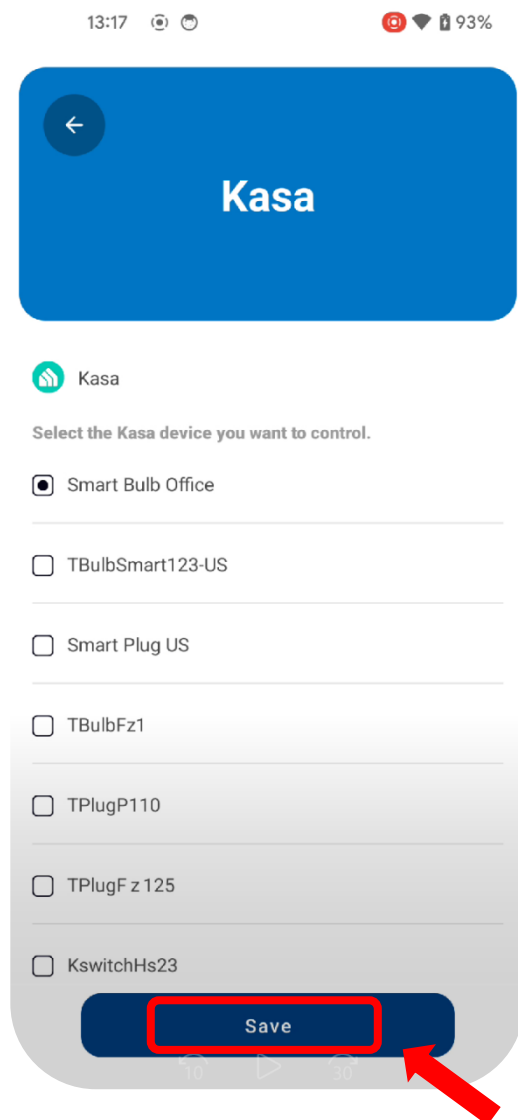 13:17 93%
Kasa
Kasa
Select the Kasa device you want to control.
Smart Bulb Office
TBulbSmart123-US
Smart Plug US
TBulbFz1
TPlugP110
TPlugF z 125
KswitchHs23
Save
10 30